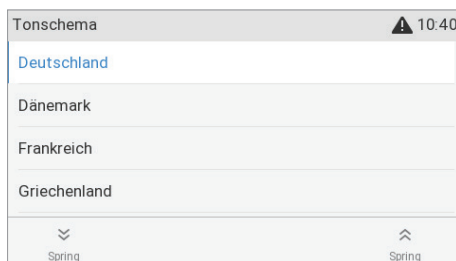 Tonschema 10:40
Deutschland
Dänemark
Frankreich
Griechenland
Spring Spring